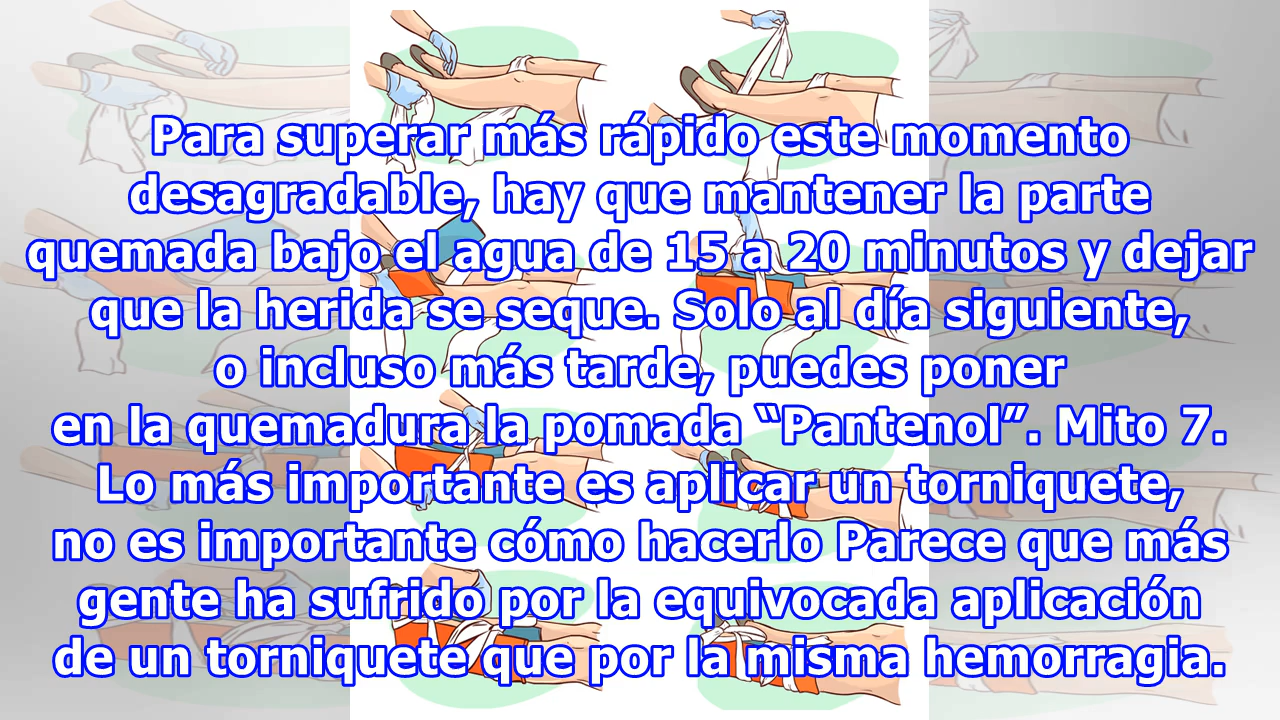 Para superar más rápido este momento
desagradable, hay que mantener la parte
quemada bajo el agua de 15 a 20 minutos y dejar
que la herida se seque. Solo al día siguiente,
o incluso más tarde, puedes poner
en la quemadura la pomada “Pantenol”. Mito 7.
Lo más importante es aplicar un torniquete,
no es importante cómo hacerlo Parece que más
gente ha sufrido por la equivocada aplicación
de un torniquete que por la misma hemorragia.